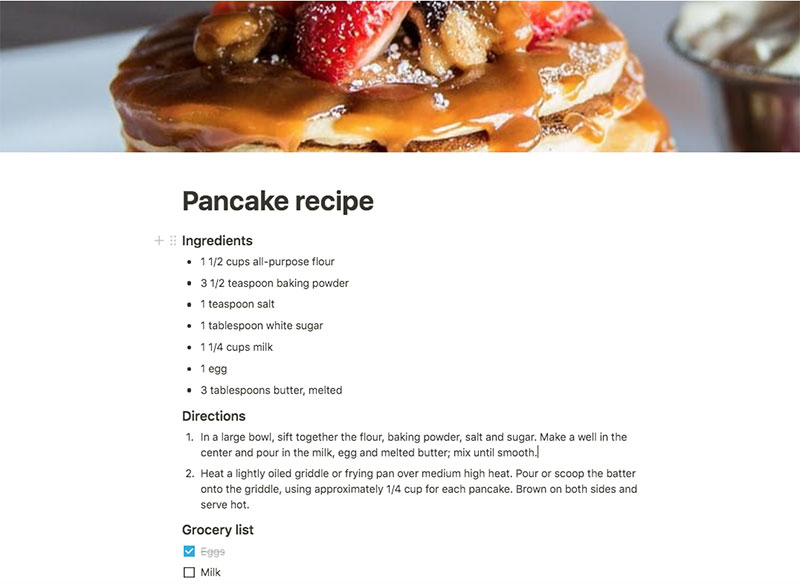 Pancake recipe
Ingredients
1 1/2 cups all-purpose flour
3 1/2 teaspoon baking powder
1 teaspoon salt
1 tablespoon white sugar
1 1/4 cups milk
1 egg
3 tablespoons butter, melted
Directions
1. In a large bowl, sift together the flour, baking powder, salt and sugar. Make a well in the
center and pour in the milk, egg and melted butter; mix until smooth.
2. Heat a lightly oiled griddle or frying pan over medium high heat. Pour or scoop the batter
onto the griddle, using approximately 1/4 cup for each pancake. Brown on both sides and
serve hot.
Grocery list
Eggs
Milk